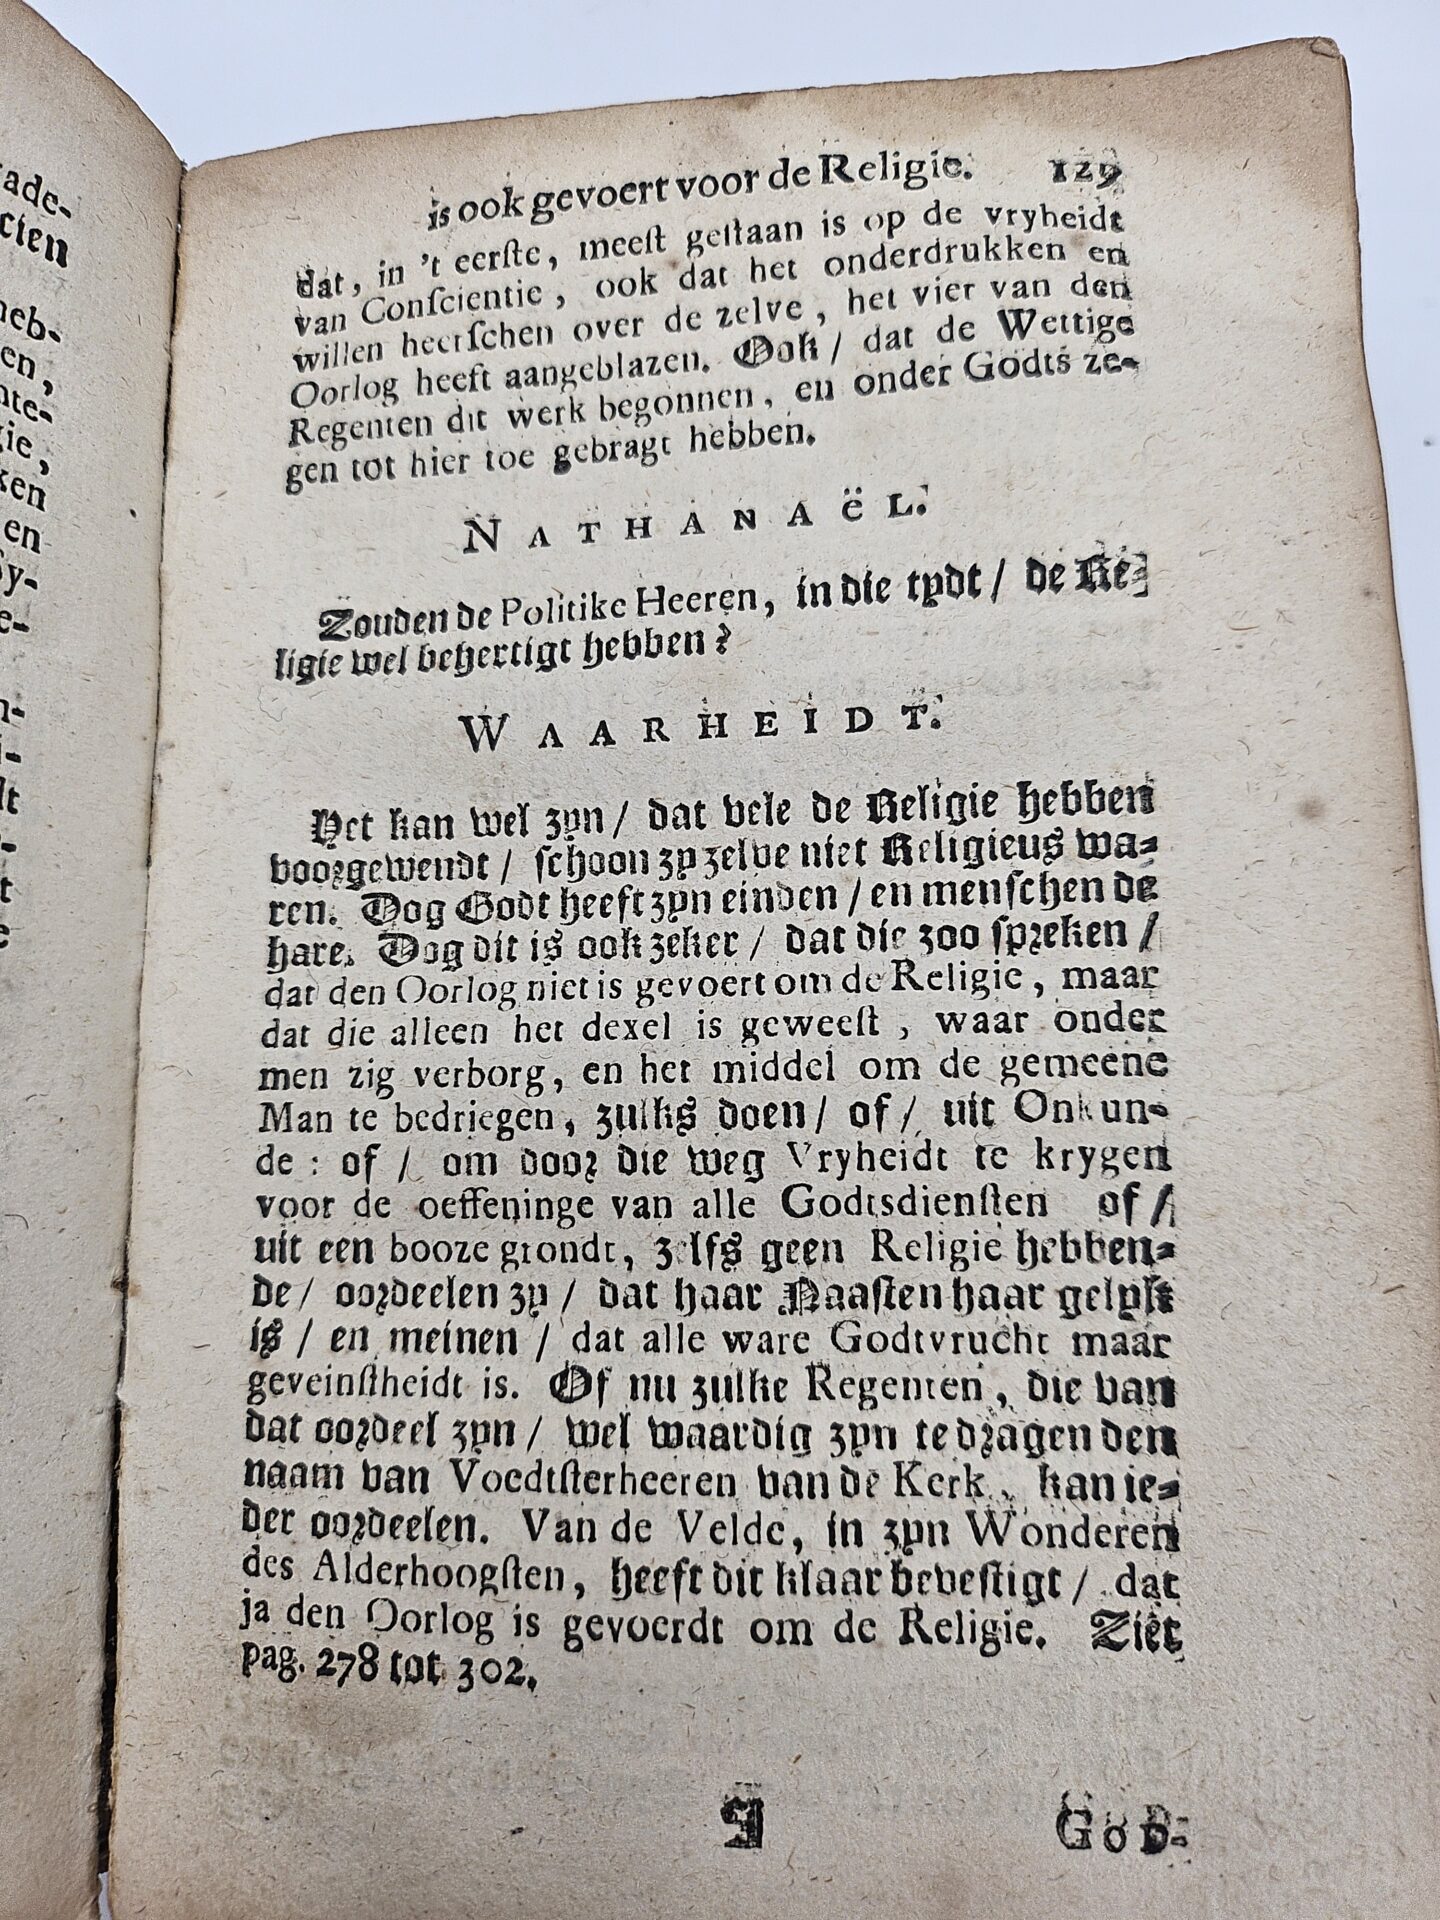 ade-
cien
heb-
en,
nte-
gie,
ken
en
Sy-
e-
n-
i-
lt
-
t
e
is ook gevoert voor de Religie. 129
dat, in 't eerſte, meeſt geſtaan is op de vryheidt
van Conſcientie, ook dat het onderdrukken en
willen heerſchen over de zelve, het vier van den
Oorlog heeft aangeblazen. Ook / dat de Wettige
Regenten dit werk begonnen, en onder Godts ze-
gen tot hier toe gebragt hebben.
NATHANAëL.
Zouden de Politike Heeren, in die tydt / de Re-
ligie wel behertigt hebben?
WAARHEIDT.
Het kan wel zyn / dat vele de Religie hebben
voorgewendt / ſchoon zy zelve niet Religieus wa-
ren. Dog Godt heeft zyn einden / en menſchen de
hare. Dog dit is ook zeker / dat die zoo ſpreken /
dat den Oorlog niet is gevoert om de Religie, maar
dat die alleen het dexel is geweeſt, waar onder
men zig verborg, en het middel om de gemeene
Man te bedriegen, zulks doen / of / uit Onkun-
de: of / om door die weg Vryheidt te krygen
voor de oeffeninge van alle Godtsdienſten of /
uit een booze grondt, zelfs geen Religie hebben-
de / oordeelen zy / dat haar Naaſten haar gelyk
is / en meinen / dat alle ware Godtvrucht maar
geveinſtheidt is. Of nu zulke Regenten, die van
dat oordeel zyn / wel waardig zyn te dragen den
naam van Voedtſterheeren van de Kerk, kan ie-
der oordeelen. Van de Velde, in zyn Wonderen
des Alderhoogſten, heeft dit klaar beveſtigt / dat
ja den Oorlog is gevoerdt om de Religie. Ziet
pag. 278 tot 302.
I GOD-